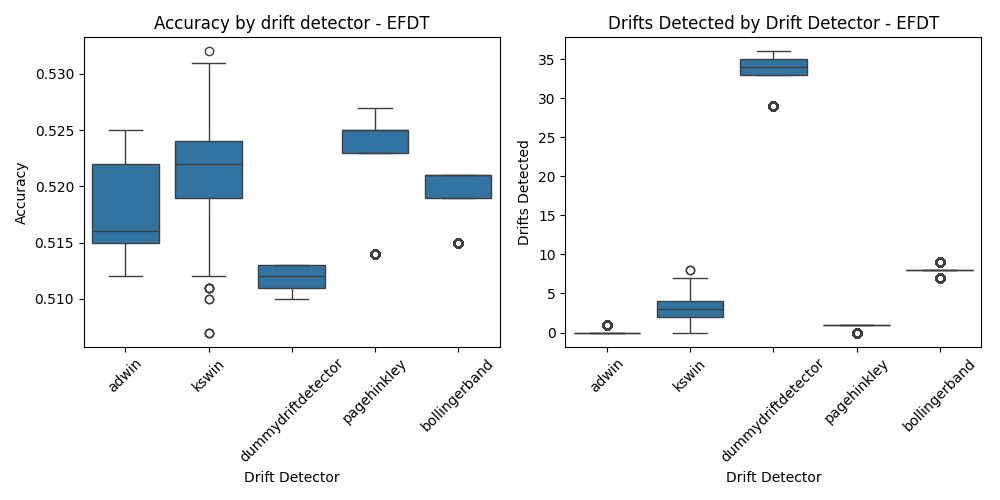 Accuracy by drift detector - EFDT
0.530
0.525
0.520
0.515
0.510
Accuracy
adwin
kswin
dummydriftdetector
pagehinkley
bollingerband
Drift Detector
Drifts Detected by Drift Detector - EFDT
35
30
25
20
15
10
5
0
Drifts Detected
adwin
kswin
dummydriftdetector
pagehinkley
bollingerband
Drift Detector